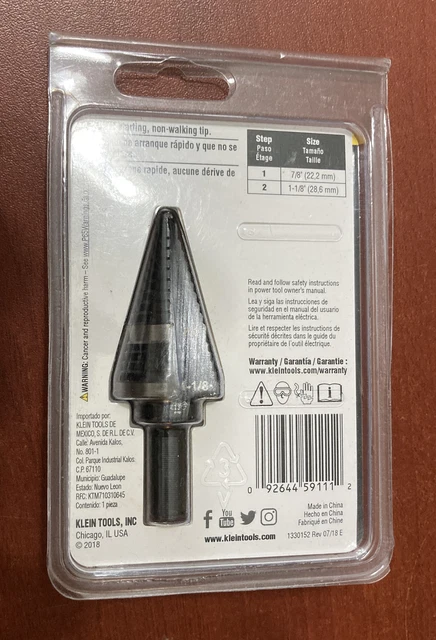 non-walking tip.
arranque rápido y que no se
rapide, aucune dérive de
Step Size
Paso Tamaño
Étage Taille
1 7/8" (22,2 mm)
2 1-1/8" (28,6 mm)
Read and follow safety instructions
in power tool owner's manual.
Lea y siga las instrucciones de
seguridad en el manual del usuario
de la herramienta eléctrica.
Lire et respecter les instructions de
sécurité décrites dans le guide du
propriétaire de l'outil électrique.
Warranty / Garantía / Garantie :
www.kleintools.com/warranty
WARNING: Cancer and reproductive harm – See
1/8
Importado por:
KLEIN TOOLS DE
MEXICO, S. DE R.L. DE C.V.
Calle: Avenida Kalos,
No. 801-1
Col. Parque Industrial Kalos.
C.P. 67110
Municipio: Guadalupe
Estado: Nuevo Leon
RFC: KTM710310645
Contenido: 1 pieza
KLEIN TOOLS, INC
Chicago, IL USA
© 2018
3
V
0 92644 59111 2
f You Tube
www.kleintools.com
Made in China
Hecho en China
Fabriqué en Chine
1330152 Rev 07/18 E